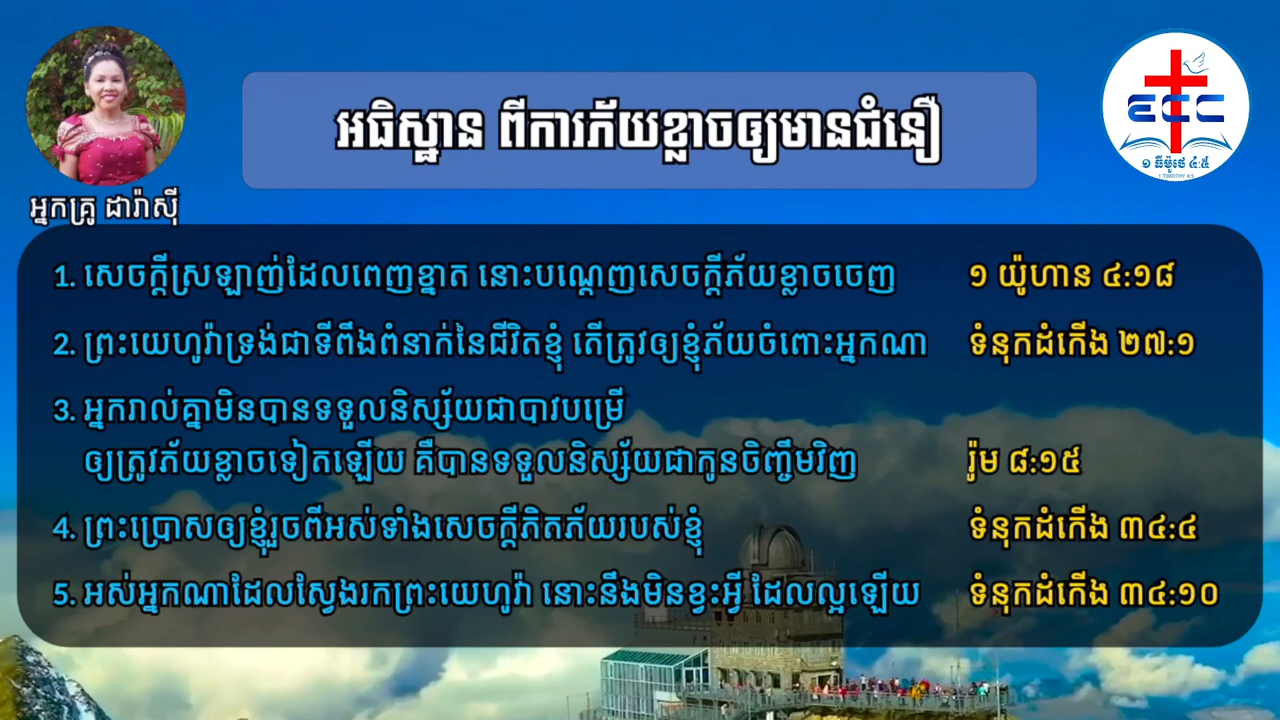 អធិស្ឋាន ពីការភ័យខ្លាចឲ្យមានជំនឿ
ECC
១ ធីម៉ូថេ ៤:៥
1 TIMOTHY 4:5
អ្នកគ្រូ ដារ៉ាស៊ី
1. សេចក្ដីស្រឡាញ់ដែលពេញខ្នាត នោះបណ្ដេញសេចក្ដីភ័យខ្លាចចេញ ១ យ៉ូហាន ៤:១៨
2. ព្រះយេហូវ៉ាទ្រង់ជាទីពឹងពំនាក់នៃជីវិតខ្ញុំ តើត្រូវឲ្យខ្ញុំភ័យចំពោះអ្នកណា ទំនុកដំកើង ២៧:១
3. អ្នករាល់គ្នាមិនបានទទួលនិស្ស័យជាបាវបម្រើ
ឲ្យត្រូវភ័យខ្លាចទៀតឡើយ គឺបានទទួលនិស្ស័យជាកូនចិញ្ចឹមវិញ រ៉ូម ៨:១៥
4. ព្រះប្រោសឲ្យខ្ញុំរួចពីអស់ទាំងសេចក្ដីភិតភ័យរបស់ខ្ញុំ ទំនុកដំកើង ៣៤:៤
5. អស់អ្នកណាដែលស្វែងរកព្រះយេហូវ៉ា នោះនឹងមិនខ្វះអ្វី ដែលល្អឡើយ ទំនុកដំកើង ៣៤:១០